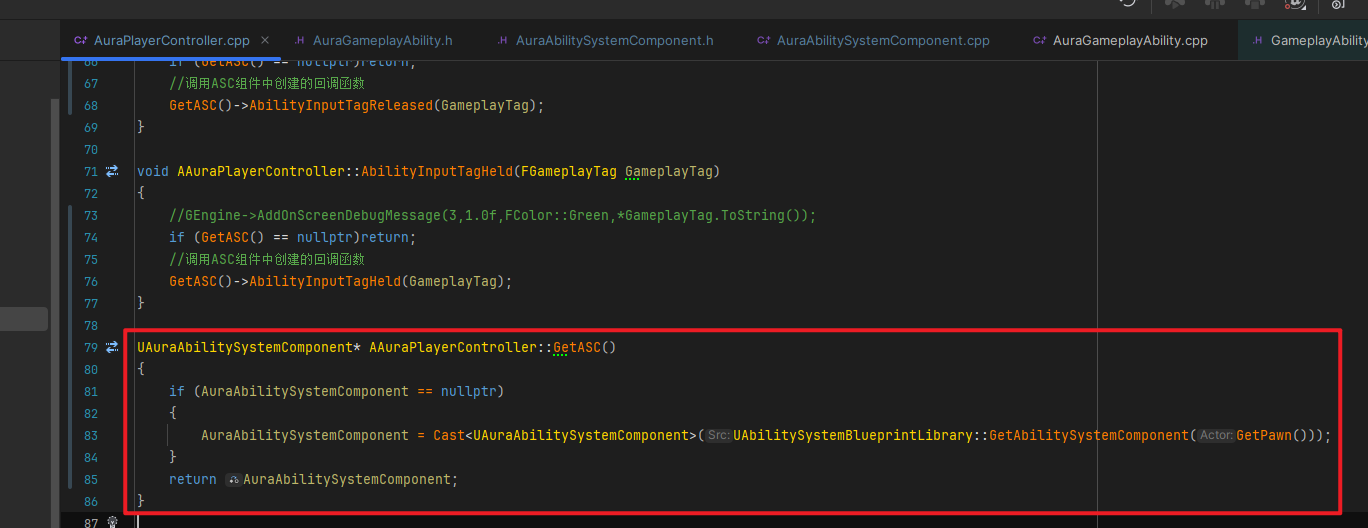 AuraPlayerController.cpp × AuraGameplayAbility.h AuraAbilitySystemComponent.h AuraAbilitySystemComponent.cpp AuraGameplayAbility.cpp GameplayAbility
66 if (GetASC() == nullptr)return;
67 //调用ASC组件中创建的回调函数
68 GetASC()->AbilityInputTagReleased(GameplayTag);
69 }
70
71 void AAuraPlayerController::AbilityInputTagHeld(FGameplayTag GameplayTag)
72 {
73 //GEngine->AddOnScreenDebugMessage(3,1.0f,FColor::Green,*GameplayTag.ToString());
74 if (GetASC() == nullptr)return;
75 //调用ASC组件中创建的回调函数
76 GetASC()->AbilityInputTagHeld(GameplayTag);
77 }
78
79 UAuraAbilitySystemComponent* AAuraPlayerController::GetASC()
80 {
81 if (AuraAbilitySystemComponent == nullptr)
82 {
83 AuraAbilitySystemComponent = Cast<UAuraAbilitySystemComponent>(Src:UAbilitySystemBlueprintLibrary::GetAbilitySystemComponent(Actor:GetPawn()));
84 }
85 return AuraAbilitySystemComponent;
86 }
87